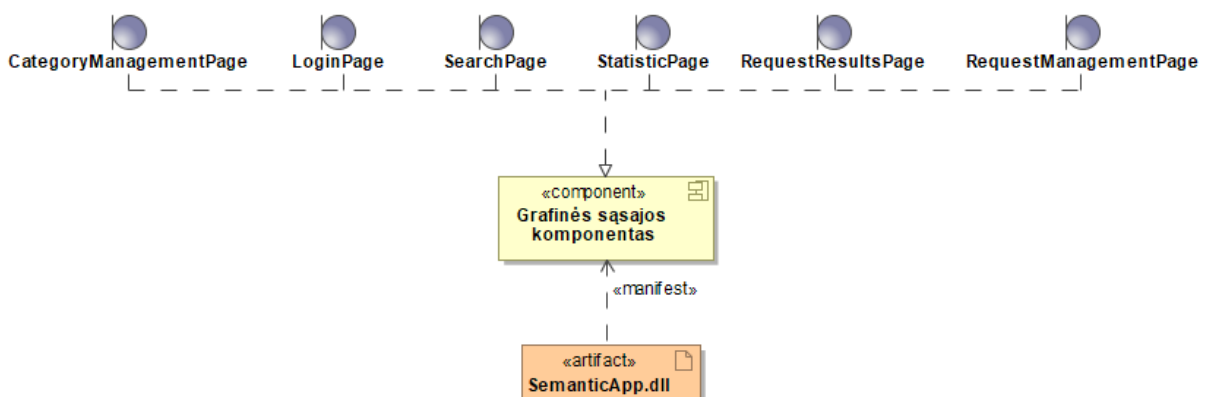 CategoryManagementPage LoginPage SearchPage StatisticPage RequestResultsPage RequestManagementPage
«component»
Grafinės sąsajos
komponentas
«manifest»
«artifact»
SemanticApp.dll